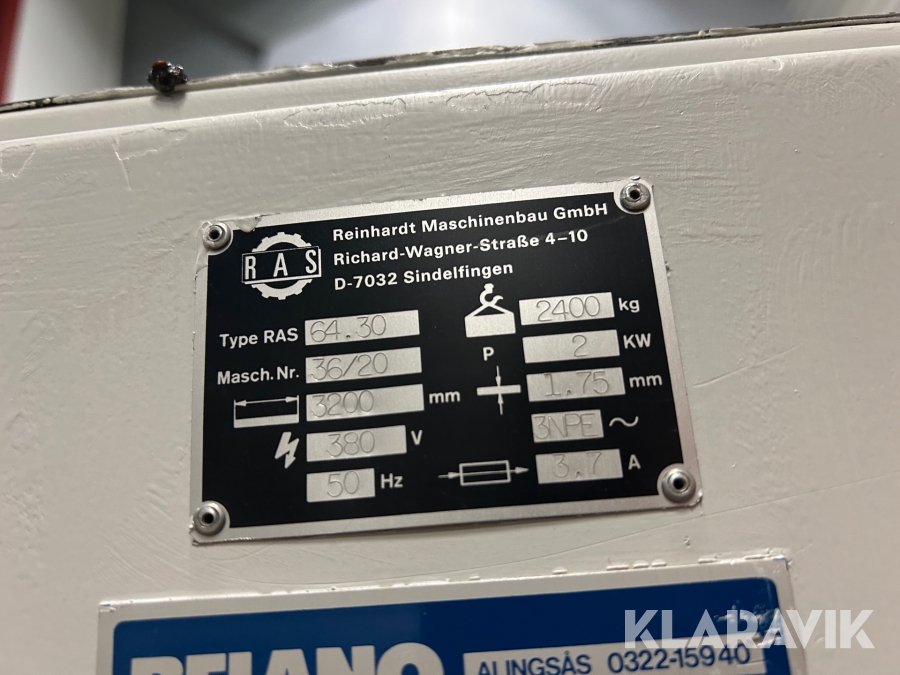 Reinhardt Maschinenbau GmbH
Richard-Wagner-Straße 4-10
D-7032 Sindelfingen
RAS
Type RAS 64.30
2400 kg
Masch. Nr. 36/20
P 2 KW
3200 mm
1.75 mm
380 V
3NPE ~
50 Hz
3.7 A
BELANO
ALINGSÅS 0322-15940
KLARAVIK